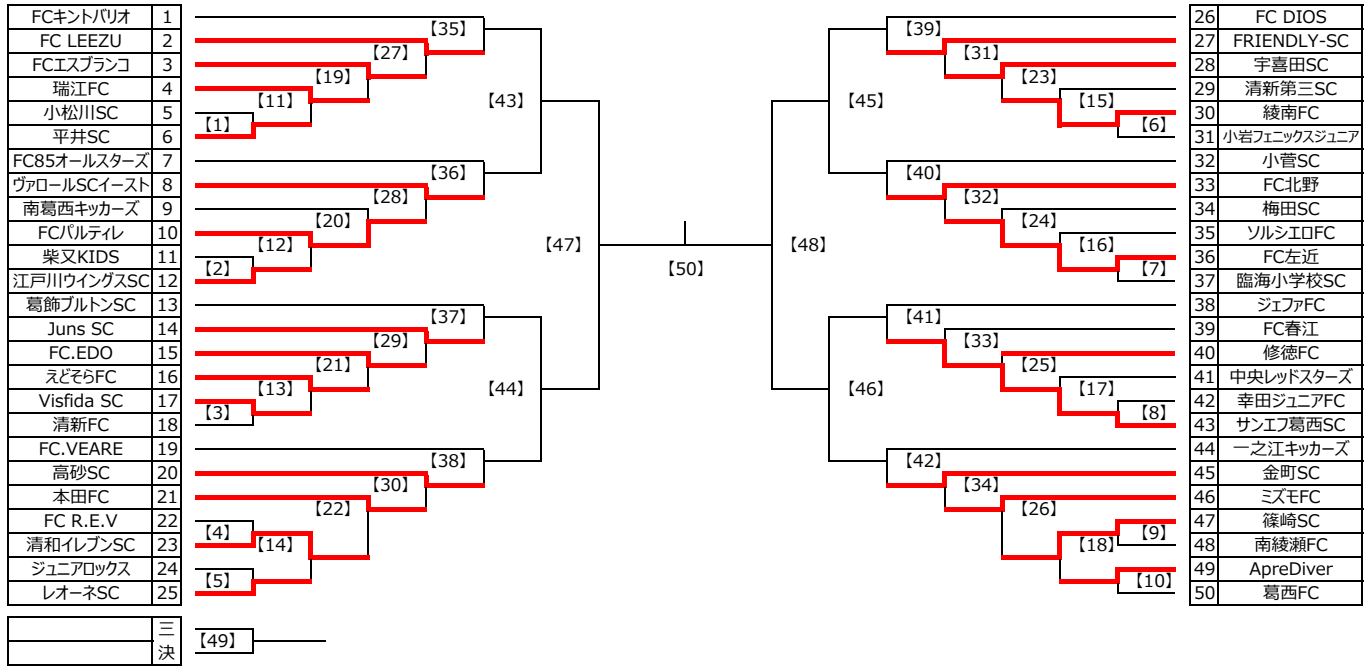 FCキントバリオ 1
FC LEEZU 2
FCエスブランコ 3
瑞江FC 4
小松川SC 5
平井SC 6
FC85オールスターズ 7
ヴァロールSCイースト 8
南葛西キッカーズ 9
FCパルティレ 10
柴又KIDS 11
江戸川ウイングスSC 12
葛飾ブルトンSC 13
Juns SC 14
FC.EDO 15
えどそらFC 16
Visfida SC 17
清新FC 18
FC.VEARE 19
高砂SC 20
本田FC 21
FC R.E.V 22
清和イレブンSC 23
ジュニアロックス 24
レオーネSC 25
三
決
【1】
【2】
【3】
【4】
【5】
【11】
【12】
【13】
【14】
【19】
【20】
【21】
【22】
【27】
【28】
【29】
【30】
【35】
【36】
【37】
【38】
【43】
【44】
【47】
【49】
【50】
【48】
【45】
【46】
【39】
【40】
【41】
【42】
【31】
【32】
【33】
【34】
【23】
【24】
【25】
【26】
【15】
【16】
【17】
【18】
【6】
【7】
【8】
【9】
【10】
26 FC DIOS
27 FRIENDLY-SC
28 宇喜田SC
29 清新第三SC
30 綾南FC
31 小岩フェニックスジュニア
32 小菅SC
33 FC北野
34 梅田SC
35 ソルシエロFC
36 FC左近
37 臨海小学校SC
38 ジェファFC
39 FC春江
40 修徳FC
41 中央レッドスターズ
42 幸田ジュニアFC
43 サンエフ葛西SC
44 一之江キッカーズ
45 金町SC
46 ミズモFC
47 篠崎SC
48 南綾瀬FC
49 ApreDiver
50 葛西FC